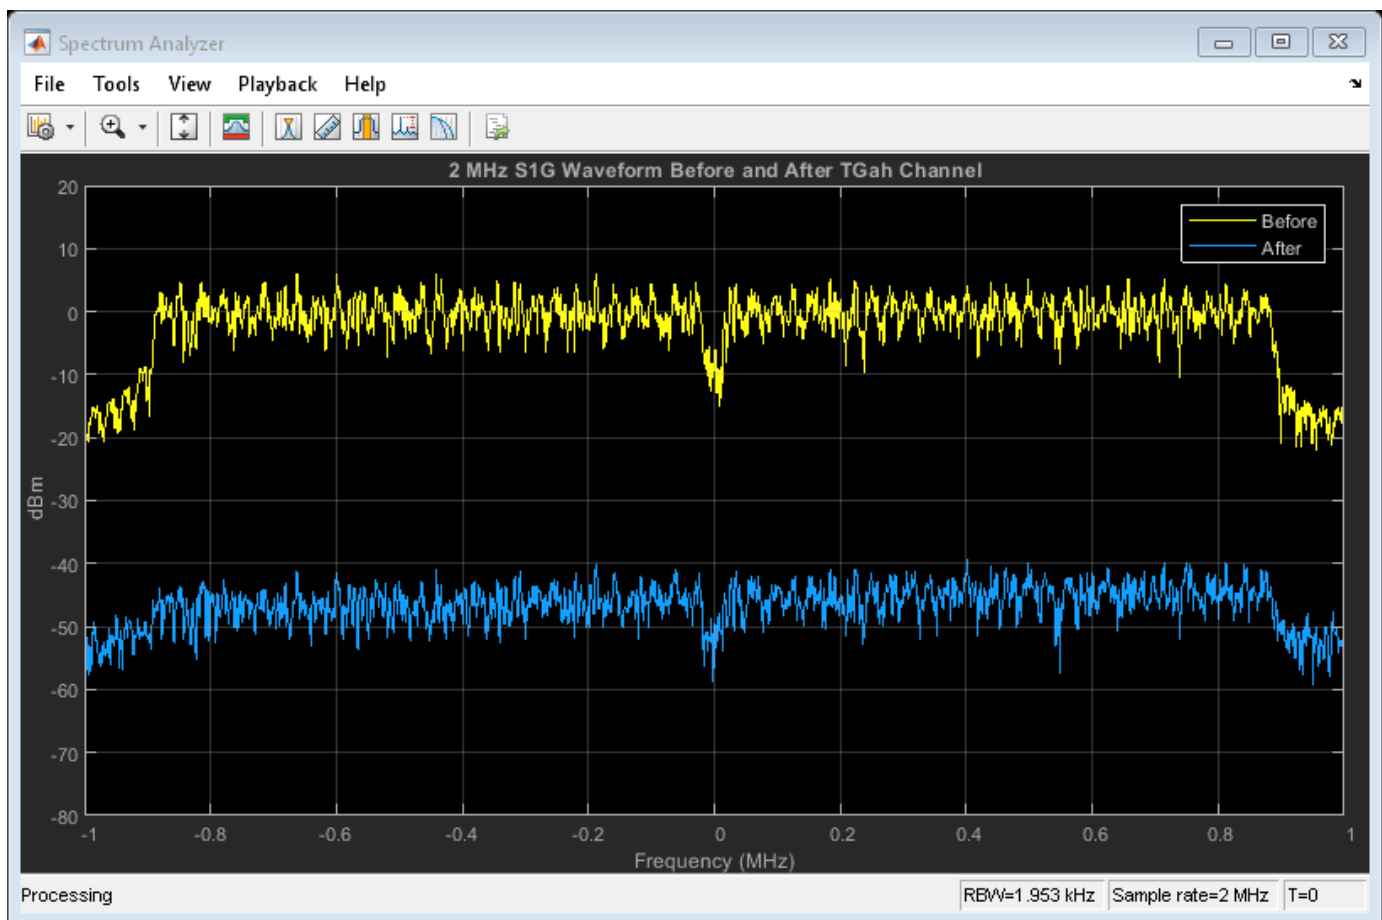 Spectrum Analyzer
File Tools View Playback Help
2 MHz S1G Waveform Before and After TGah Channel
Before
After
20
10
0
-10
-20
-30
-40
-50
-60
-70
-80
dBm
-1 -0.8 -0.6 -0.4 -0.2 0 0.2 0.4 0.6 0.8 1
Frequency (MHz)
Processing RBW=1.953 kHz Sample rate=2 MHz T=0